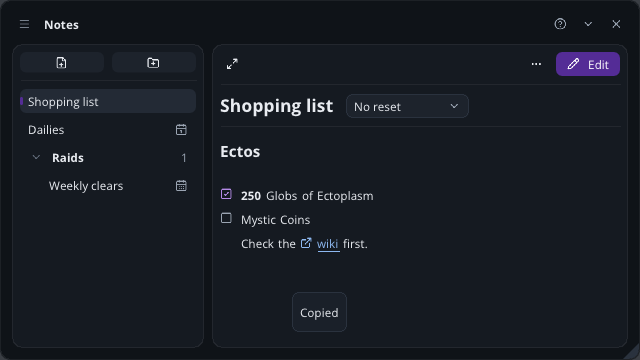 Notes
Shopping list
Dailies
Raids 1
Weekly clears
Edit
Shopping list No reset
Ectos
250 Globs of Ectoplasm
Mystic Coins
Check the wiki first.
Copied